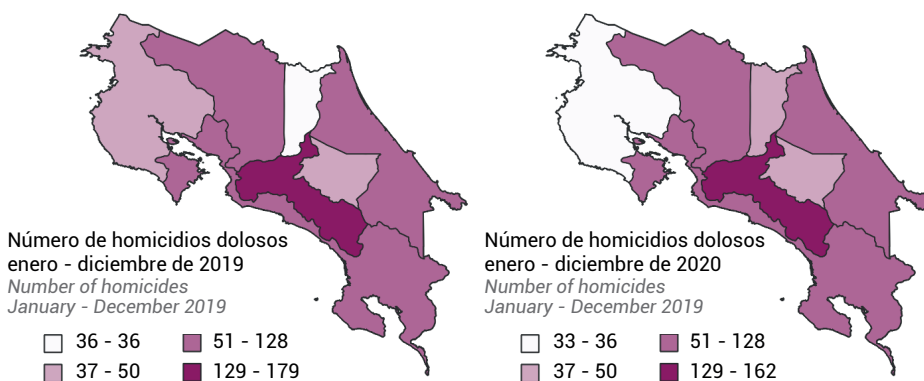 Número de homicidios dolosos
enero - diciembre de 2019
Number of homicides
January - December 2019
36 - 36
51 - 128
37 - 50
129 - 179
Número de homicidios dolosos
enero - diciembre de 2020
Number of homicides
January - December 2019
33 - 36
51 - 128
37 - 50
129 - 162